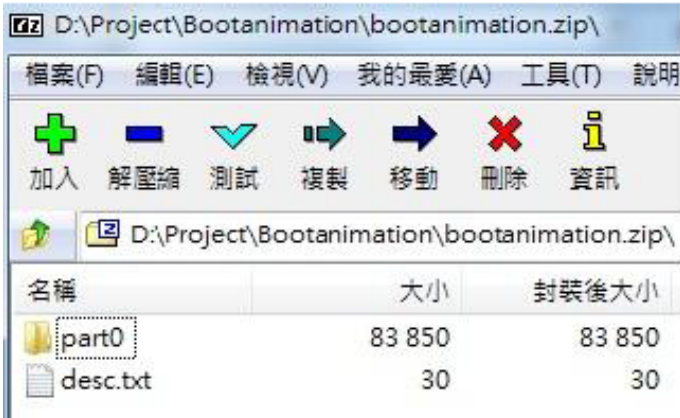 7z D:\Project\Bootanimation\bootanimation.zip\
檔案(F) 編輯(E) 檢視(V) 我的最愛(A) 工具(T) 說明
加入 解壓縮 測試 複製 移動 刪除 資訊
D:\Project\Bootanimation\bootanimation.zip\
名稱 大小 封裝後大小
part0 83 850 83 850
desc.txt 30 30